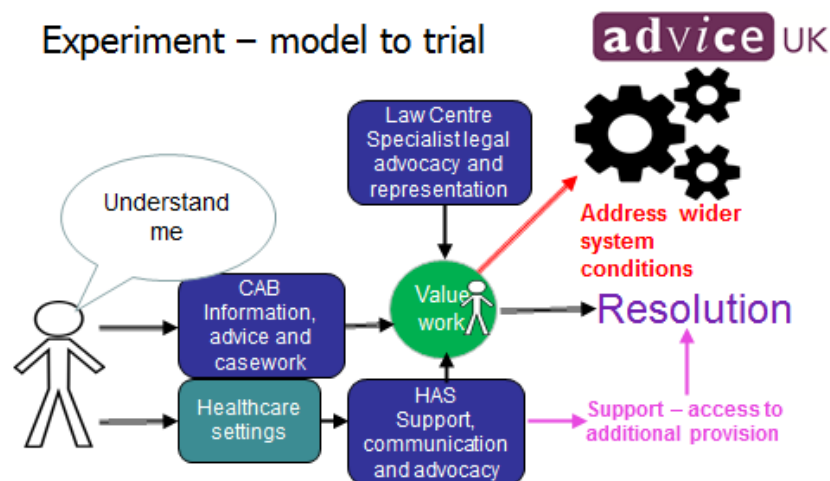 Experiment – model to trial
advice UK
Law Centre
Specialist legal
advocacy and
representation
Understand
me
Address wider
system
conditions
CAB
Information,
advice and
casework
Value
work
Resolution
Healthcare
settings
HAS
Support,
communication
and advocacy
Support – access to
additional provision